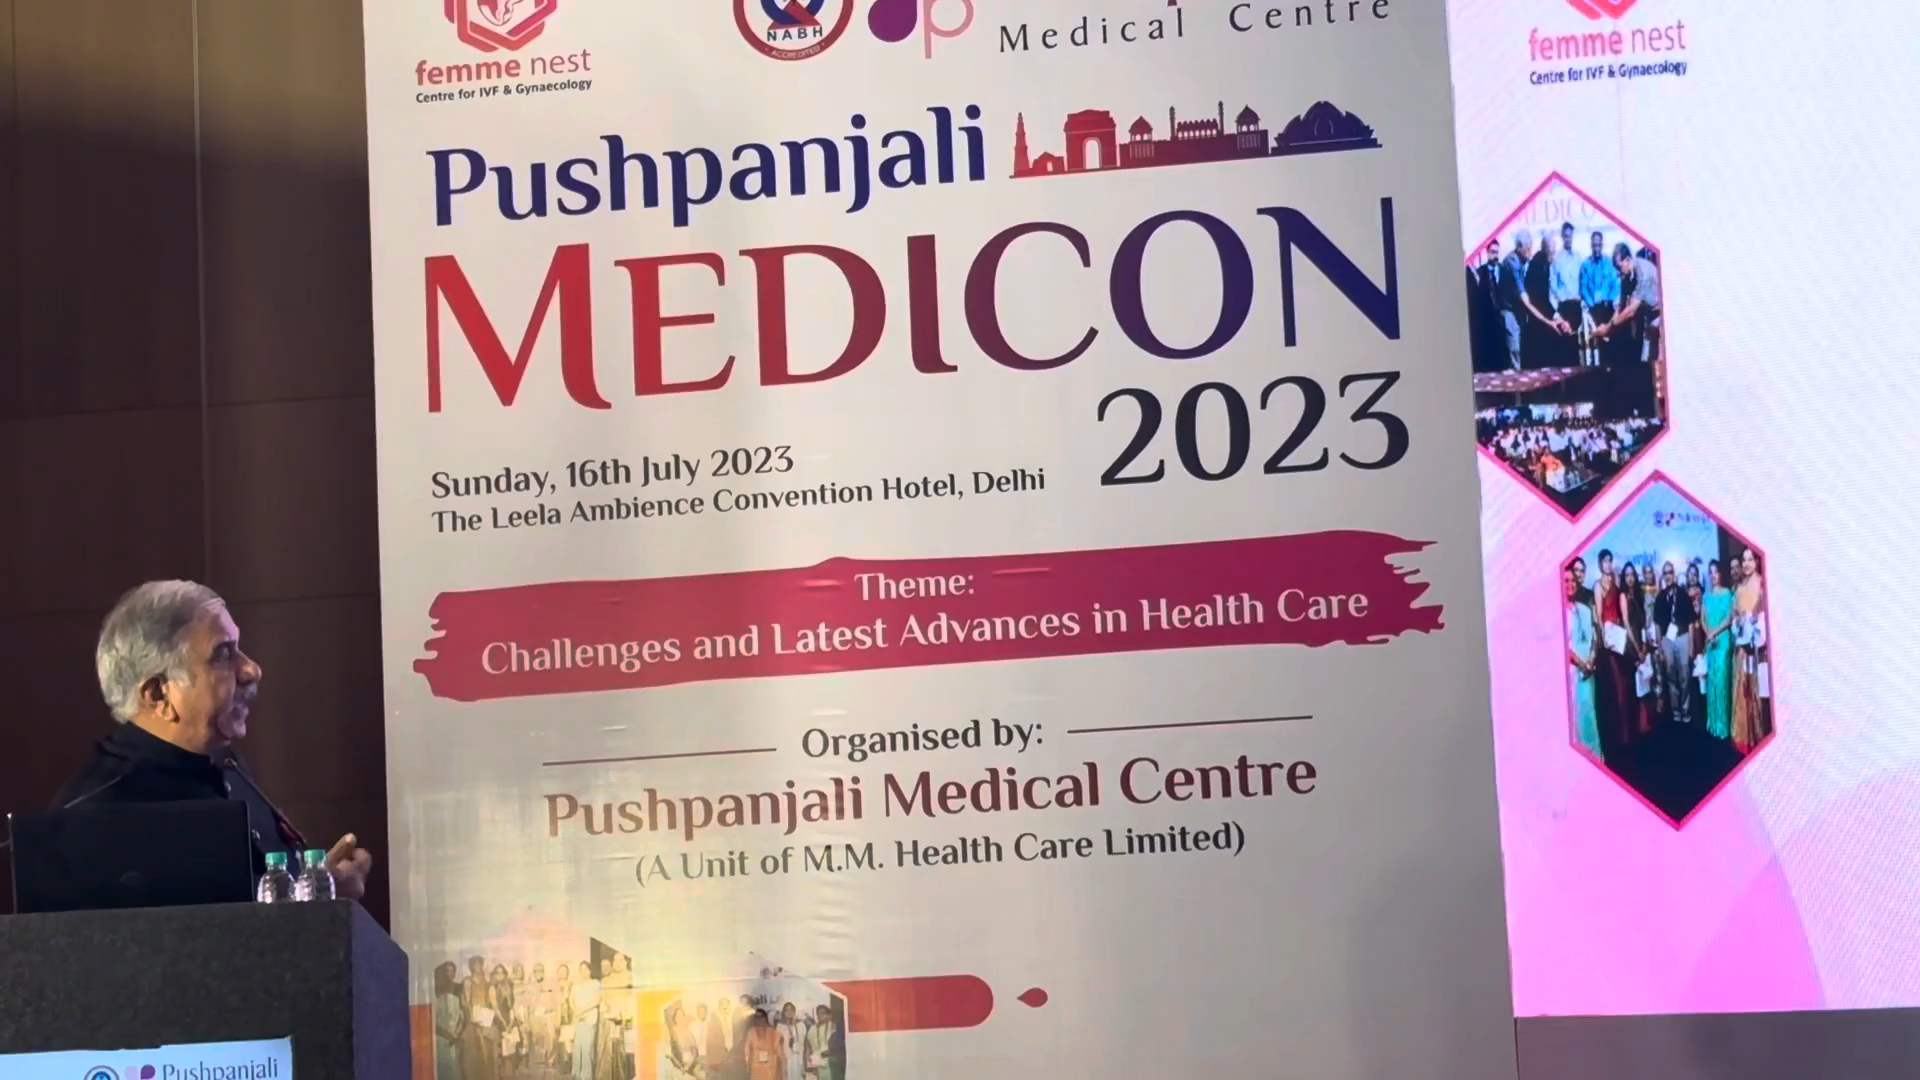 femme nest
Centre for IVF & Gynaecology
NABH
ACCREDITED
Medical Centre
Pushpanjali
MEDICON
2023
Sunday, 16th July 2023
The Leela Ambience Convention Hotel, Delhi
Theme:
Challenges and Latest Advances in Health Care
Organised by:
Pushpanjali Medical Centre
(A Unit of M.M. Health Care Limited)
femme nest
Centre for IVF & Gynaecology
MEDICO
Pushpanjali